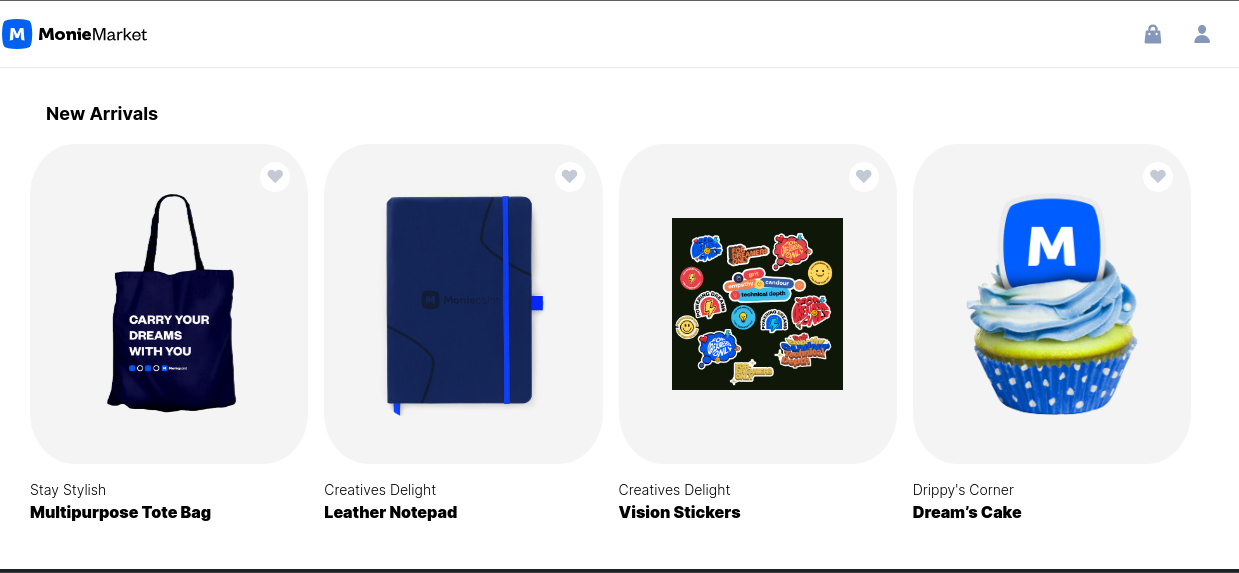 M MonieMarket
New Arrivals
CARRY YOUR
DREAMS
WITH YOU
M Moniepoint
M
grit
empathy candour
technical depth
M
Stay Stylish
Multipurpose Tote Bag
Creatives Delight
Leather Notepad
Creatives Delight
Vision Stickers
Drippy's Corner
Dream's Cake